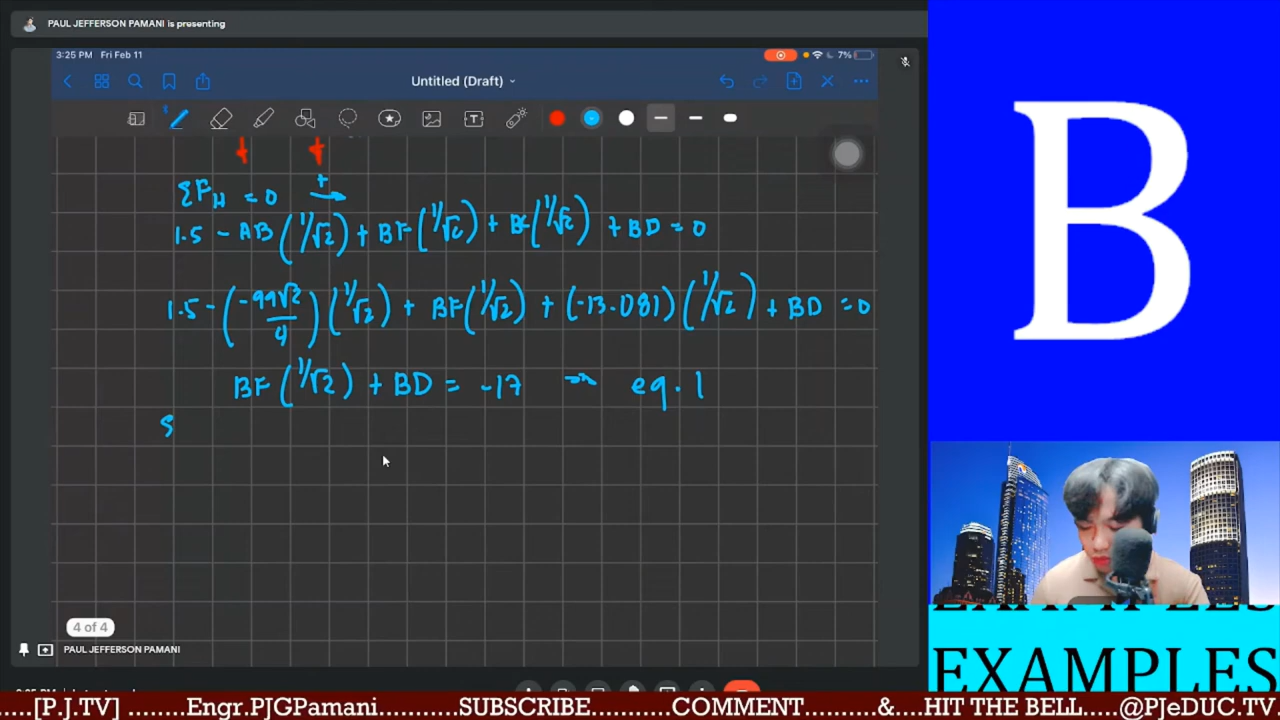 PAUL JEFFERSON PAMANI is presenting
3:25 PM Fri Feb 11
7%
Untitled (Draft)
ΣF_H = 0 +→
1.5 - AB(1/√2) + BF(1/√2) + BC(1/√2) + BD = 0
1.5 - (-99√2/4)(1/√2) + BF(1/√2) + (-13.081)(1/√2) + BD = 0
BF(1/√2) + BD = -17 → eq. 1
S
4 of 4
PAUL JEFFERSON PAMANI
B
EXAMPLES
....[P.J.TV] .......Engr.PJGPamani..........SUBSCRIBE..........COMMENT........&...HIT THE BELL.....@PJeDUC.TV.